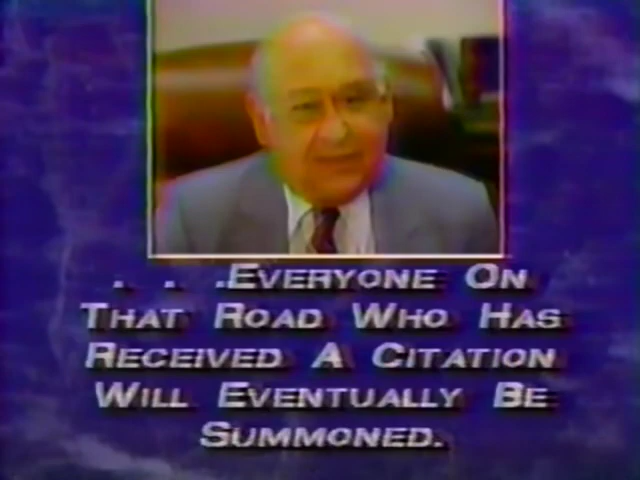 . . .EVERYONE ON
THAT ROAD WHO HAS
RECEIVED A CITATION
WILL EVENTUALLY BE
SUMMONED.